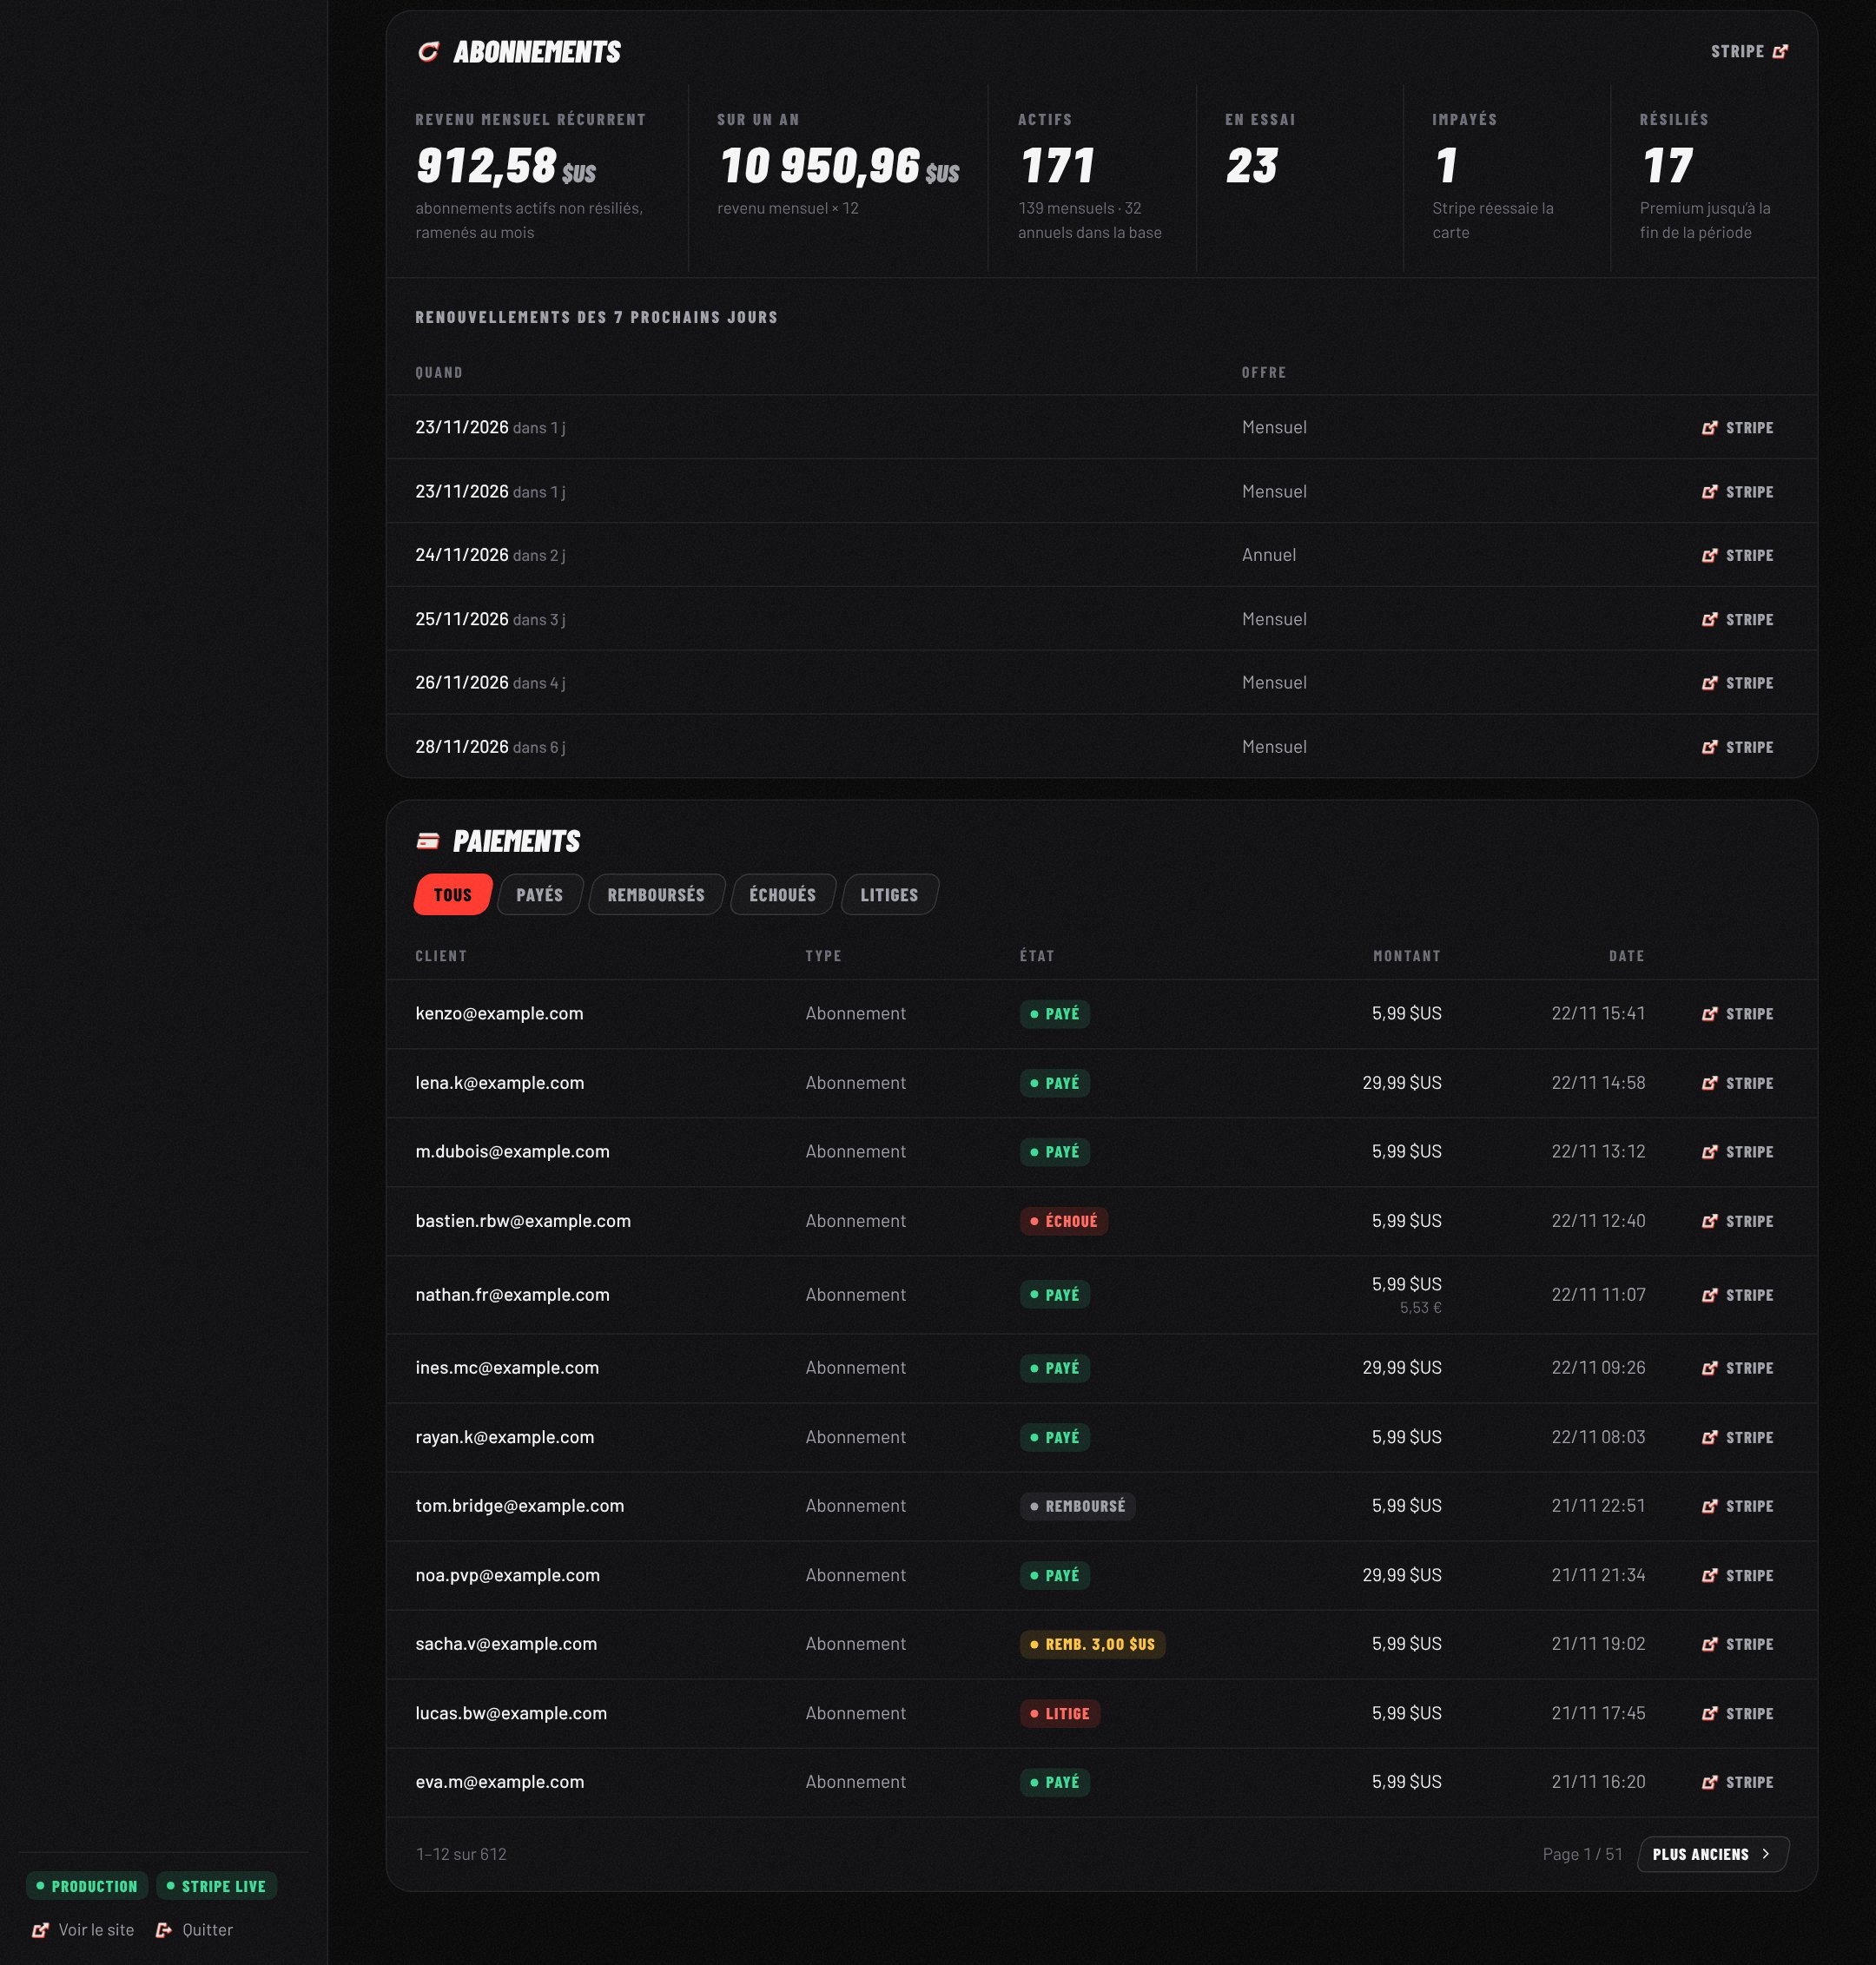 ABONNEMENTS
STRIPE
REVENU MENSUEL RÉCURRENT
912,58 $US
abonnements actifs non résiliés,
ramenés au mois
SUR UN AN
10 950,96 $US
revenu mensuel × 12
ACTIFS
171
139 mensuels · 32
annuels dans la base
EN ESSAI
23
IMPAYÉS
1
Stripe réessaie la
carte
RÉSILIÉS
17
Premium jusqu'à la
fin de la période
RENOUVELLEMENTS DES 7 PROCHAINS JOURS
QUAND OFFRE
23/11/2026 dans 1 j Mensuel STRIPE
23/11/2026 dans 1 j Mensuel STRIPE
24/11/2026 dans 2 j Annuel STRIPE
25/11/2026 dans 3 j Mensuel STRIPE
26/11/2026 dans 4 j Mensuel STRIPE
28/11/2026 dans 6 j Mensuel STRIPE
PAIEMENTS
TOUS PAYÉS REMBOURSÉS ÉCHOUÉS LITIGES
CLIENT TYPE ÉTAT MONTANT DATE
kenzo@example.com Abonnement PAYÉ 5,99 $US 22/11 15:41 STRIPE
lena.k@example.com Abonnement PAYÉ 29,99 $US 22/11 14:58 STRIPE
m.dubois@example.com Abonnement PAYÉ 5,99 $US 22/11 13:12 STRIPE
bastien.rbw@example.com Abonnement ÉCHOUÉ 5,99 $US 22/11 12:40 STRIPE
nathan.fr@example.com Abonnement PAYÉ 5,99 $US 22/11 11:07 STRIPE
5,53 €
ines.mc@example.com Abonnement PAYÉ 29,99 $US 22/11 09:26 STRIPE
rayan.k@example.com Abonnement PAYÉ 5,99 $US 22/11 08:03 STRIPE
tom.bridge@example.com Abonnement REMBOURSÉ 5,99 $US 21/11 22:51 STRIPE
noa.pvp@example.com Abonnement PAYÉ 29,99 $US 21/11 21:34 STRIPE
sacha.v@example.com Abonnement REMB. 3,00 $US 5,99 $US 21/11 19:02 STRIPE
lucas.bw@example.com Abonnement LITIGE 5,99 $US 21/11 17:45 STRIPE
eva.m@example.com Abonnement PAYÉ 5,99 $US 21/11 16:20 STRIPE
1–12 sur 612 Page 1 / 51 PLUS ANCIENS
PRODUCTION STRIPE LIVE
Voir le site Quitter